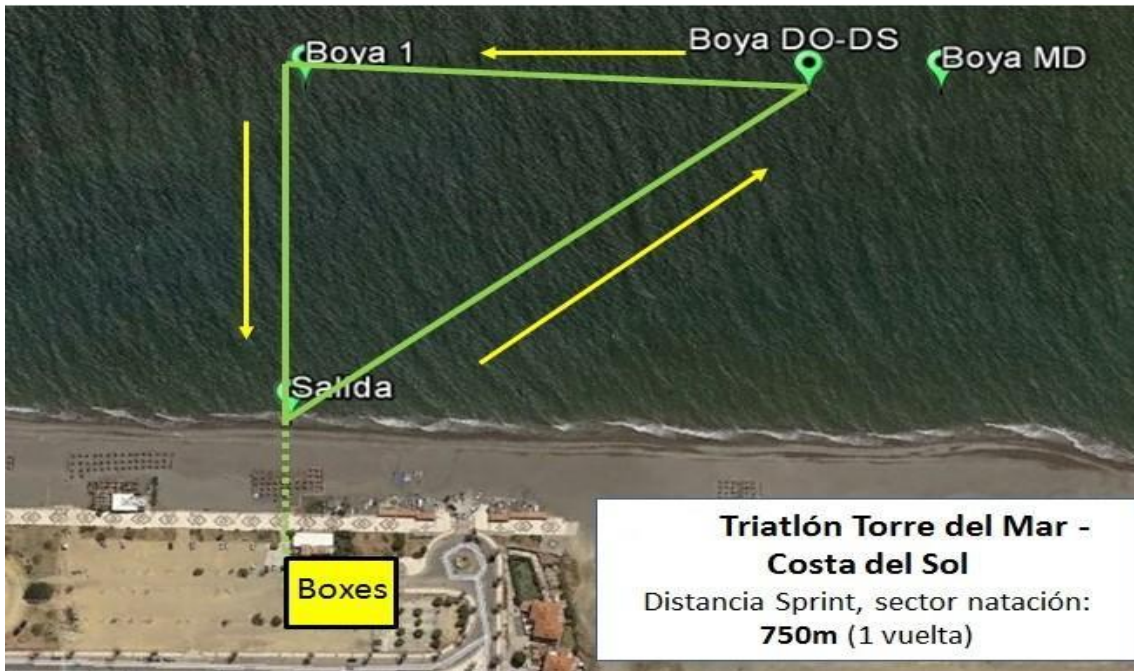 Boya 1
Boya DO-DS
Boya MD
Salida
Boxes
Triatlón Torre del Mar -
Costa del Sol
Distancia Sprint, sector natación:
750m (1 vuelta)